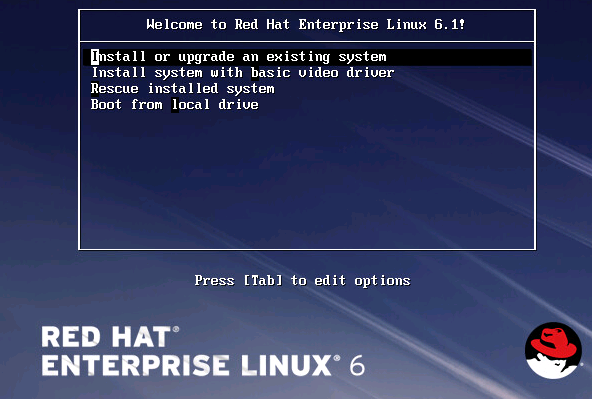 Welcome to Red Hat Enterprise Linux 6.1!
Install or upgrade an existing system
Install system with basic video driver
Rescue installed system
Boot from local drive
Press [Tab] to edit options
RED HAT®
ENTERPRISE LINUX® 6